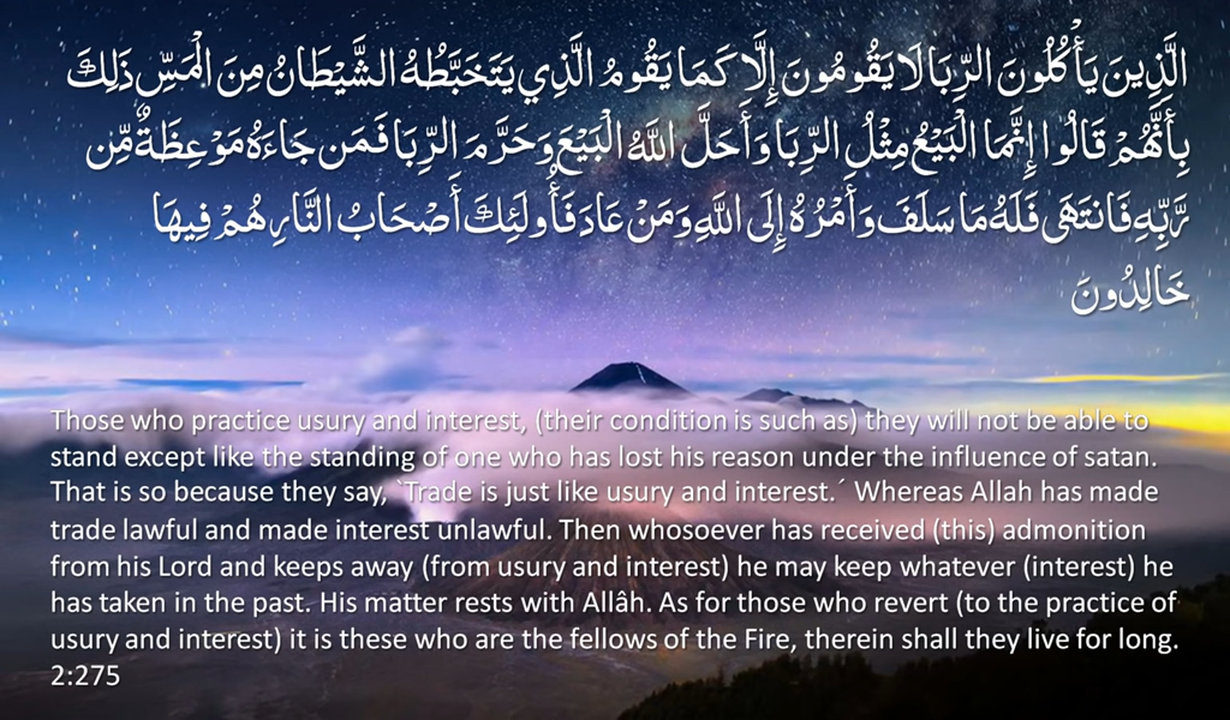 الَّذِينَ يَأْكُلُونَ الرِّبَا لَا يَقُومُونَ إِلَّا كَمَا يَقُومُ الَّذِي يَتَخَبَّطُهُ الشَّيْطَانُ مِنَ الْمَسِّ ذَلِكَ
بِأَنَّهُمْ قَالُوا إِنَّمَا الْبَيْعُ مِثْلُ الرِّبَا وَأَحَلَّ اللَّهُ الْبَيْعَ وَحَرَّمَ الرِّبَا فَمَن جَاءَهُ مَوْعِظَةٌ مِّن
رَّبِّهِ فَانتَهَى فَلَهُ مَا سَلَفَ وَأَمْرُهُ إِلَى اللَّهِ وَمَنْ عَادَ فَأُولَئِكَ أَصْحَابُ النَّارِ هُمْ فِيهَا
خَالِدُونَ
Those who practice usury and interest, (their condition is such as) they will not be able to
stand except like the standing of one who has lost his reason under the influence of satan.
That is so because they say, `Trade is just like usury and interest.´ Whereas Allah has made
trade lawful and made interest unlawful. Then whosoever has received (this) admonition
from his Lord and keeps away (from usury and interest) he may keep whatever (interest) he
has taken in the past. His matter rests with Allâh. As for those who revert (to the practice of
usury and interest) it is these who are the fellows of the Fire, therein shall they live for long.
2:275